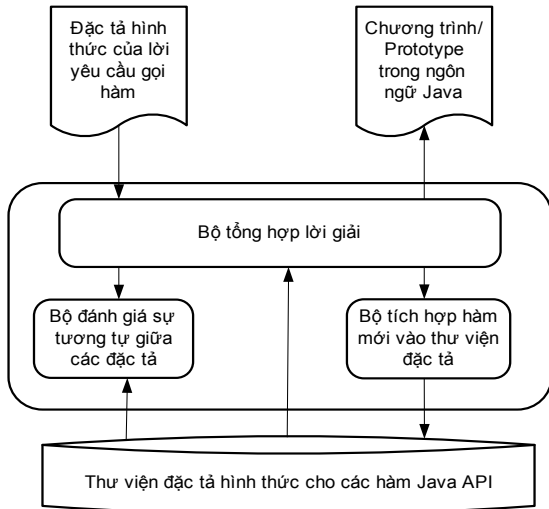 Đặc tả hình
thức của lời
yêu cầu gọi
hàm
Chương trình/
Prototype
trong ngôn
ngữ Java
Bộ tổng hợp lời giải
Bộ đánh giá sự
tương tự giữa
các đặc tả
Bộ tích hợp hàm
mới vào thư viện
đặc tả
Thư viện đặc tả hình thức cho các hàm Java API